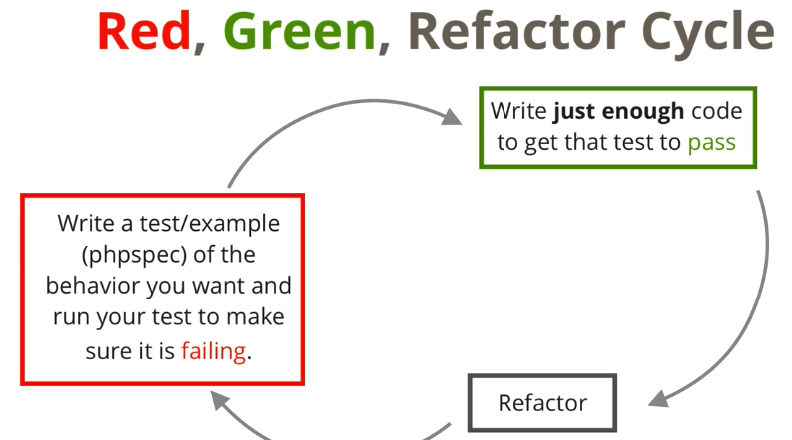 Red, Green, Refactor Cycle
Write just enough code
to get that test to pass
Write a test/example
(phpspec) of the
behavior you want and
run your test to make
sure it is failing.
Refactor